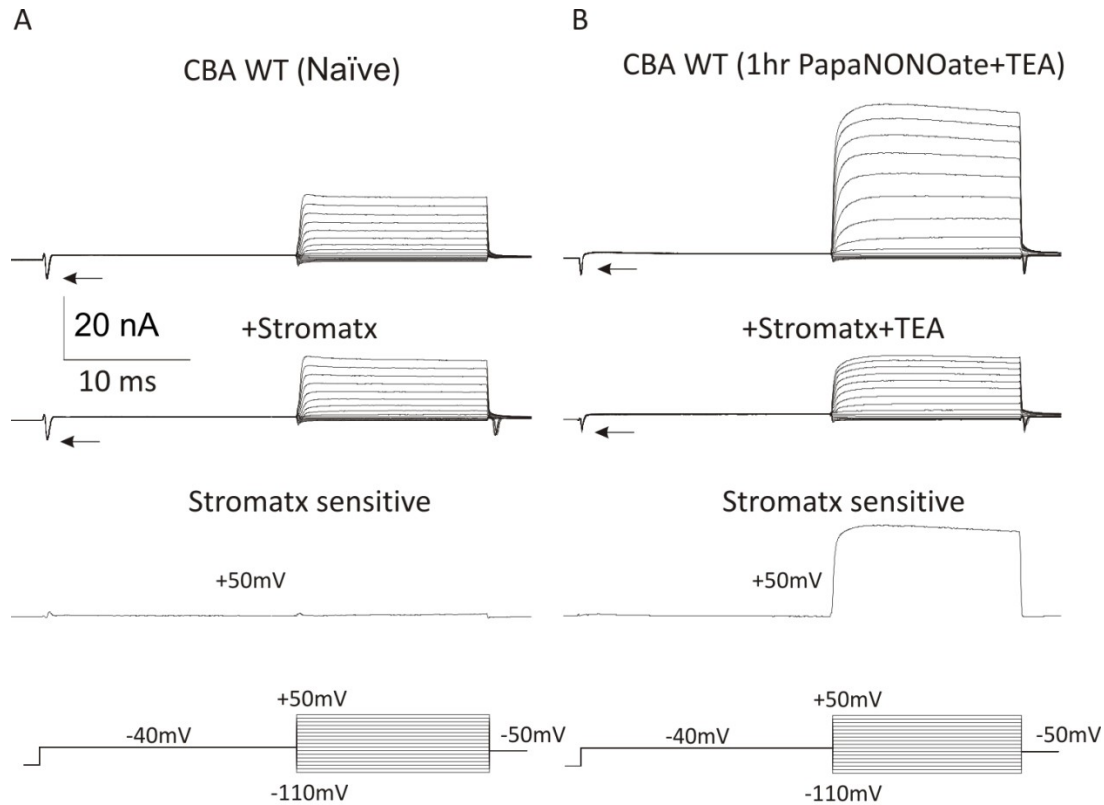 A
CBA WT (Naïve)
20 nA
10 ms
+Stromatx
Stromatx sensitive
+50mV
+50mV
-40mV
-50mV
-110mV
B
CBA WT (1hr PapaNONOate+TEA)
+Stromatx+TEA
Stromatx sensitive
+50mV
+50mV
-40mV
-50mV
-110mV